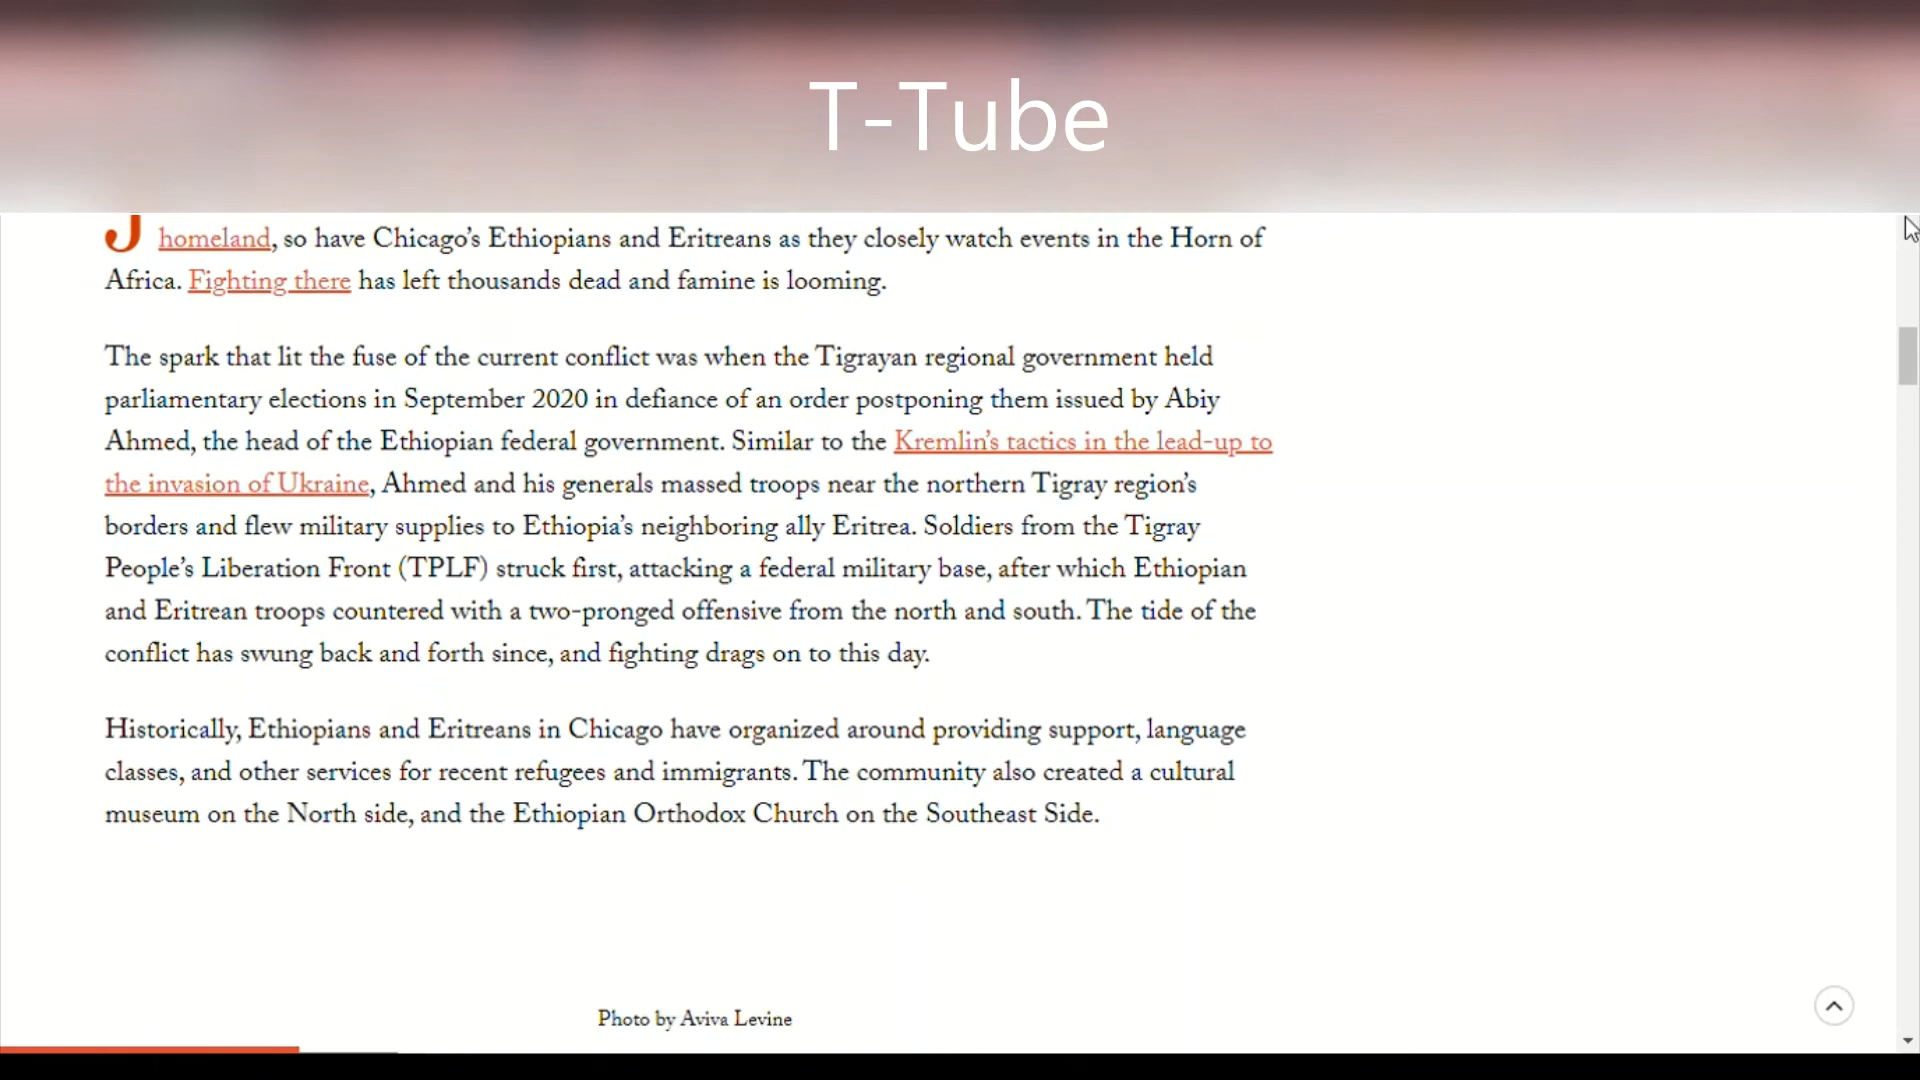 T-Tube
homeland, so have Chicago’s Ethiopians and Eritreans as they closely watch events in the Horn of
Africa. Fighting there has left thousands dead and famine is looming.
The spark that lit the fuse of the current conflict was when the Tigrayan regional government held
parliamentary elections in September 2020 in defiance of an order postponing them issued by Abiy
Ahmed, the head of the Ethiopian federal government. Similar to the Kremlin’s tactics in the lead-up to
the invasion of Ukraine, Ahmed and his generals massed troops near the northern Tigray region’s
borders and flew military supplies to Ethiopia’s neighboring ally Eritrea. Soldiers from the Tigray
People’s Liberation Front (TPLF) struck first, attacking a federal military base, after which Ethiopian
and Eritrean troops countered with a two-pronged offensive from the north and south. The tide of the
conflict has swung back and forth since, and fighting drags on to this day.
Historically, Ethiopians and Eritreans in Chicago have organized around providing support, language
classes, and other services for recent refugees and immigrants. The community also created a cultural
museum on the North side, and the Ethiopian Orthodox Church on the Southeast Side.
Photo by Aviva Levine